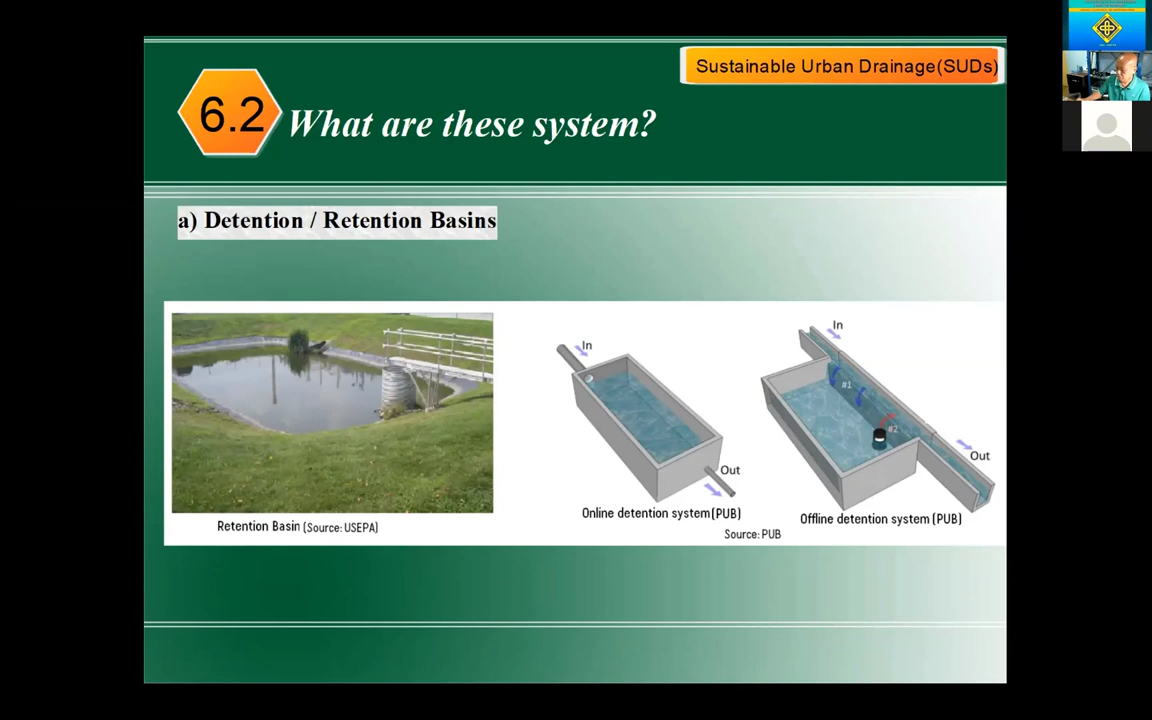 Sustainable Urban Drainage(SUDs)
6.2
What are these system?
a) Detention / Retention Basins
In
In
#1
#2
Out
Out
Retention Basin (Source: USEPA)
Online detention system(PUB)
Offline detention system (PUB)
Source: PUB